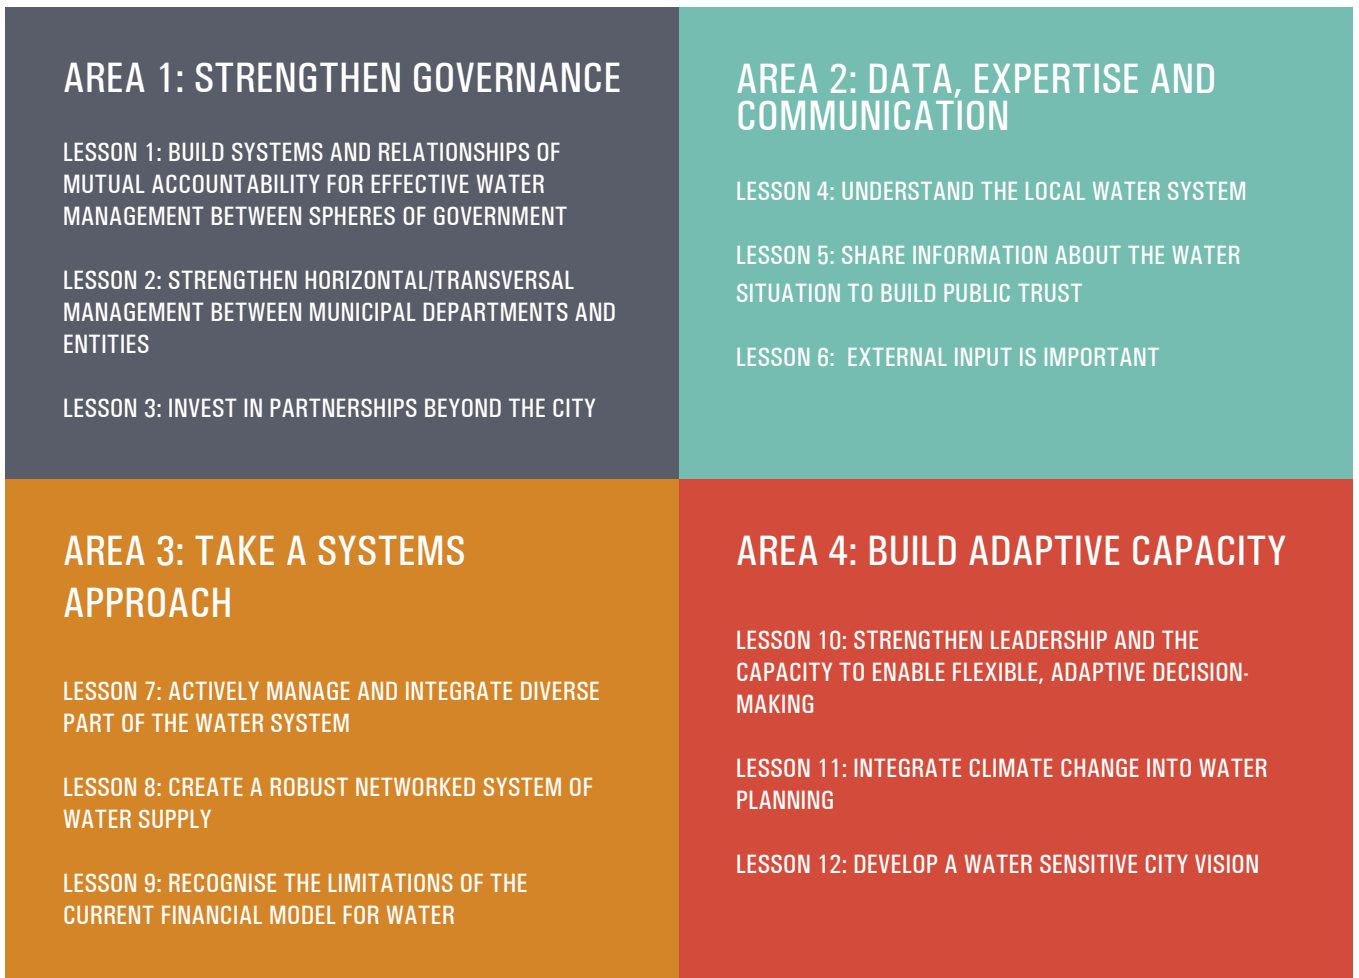 AREA 1: STRENGTHEN GOVERNANCE
LESSON 1: BUILD SYSTEMS AND RELATIONSHIPS OF
MUTUAL ACCOUNTABILITY FOR EFFECTIVE WATER
MANAGEMENT BETWEEN SPHERES OF GOVERNMENT
LESSON 2: STRENGTHEN HORIZONTAL/TRANSVERSAL
MANAGEMENT BETWEEN MUNICIPAL DEPARTMENTS AND
ENTITIES
LESSON 3: INVEST IN PARTNERSHIPS BEYOND THE CITY
AREA 2: DATA, EXPERTISE AND
COMMUNICATION
LESSON 4: UNDERSTAND THE LOCAL WATER SYSTEM
LESSON 5: SHARE INFORMATION ABOUT THE WATER
SITUATION TO BUILD PUBLIC TRUST
LESSON 6: EXTERNAL INPUT IS IMPORTANT
AREA 3: TAKE A SYSTEMS
APPROACH
LESSON 7: ACTIVELY MANAGE AND INTEGRATE DIVERSE
PART OF THE WATER SYSTEM
LESSON 8: CREATE A ROBUST NETWORKED SYSTEM OF
WATER SUPPLY
LESSON 9: RECOGNISE THE LIMITATIONS OF THE
CURRENT FINANCIAL MODEL FOR WATER
AREA 4: BUILD ADAPTIVE CAPACITY
LESSON 10: STRENGTHEN LEADERSHIP AND THE
CAPACITY TO ENABLE FLEXIBLE, ADAPTIVE DECISION-
MAKING
LESSON 11: INTEGRATE CLIMATE CHANGE INTO WATER
PLANNING
LESSON 12: DEVELOP A WATER SENSITIVE CITY VISION